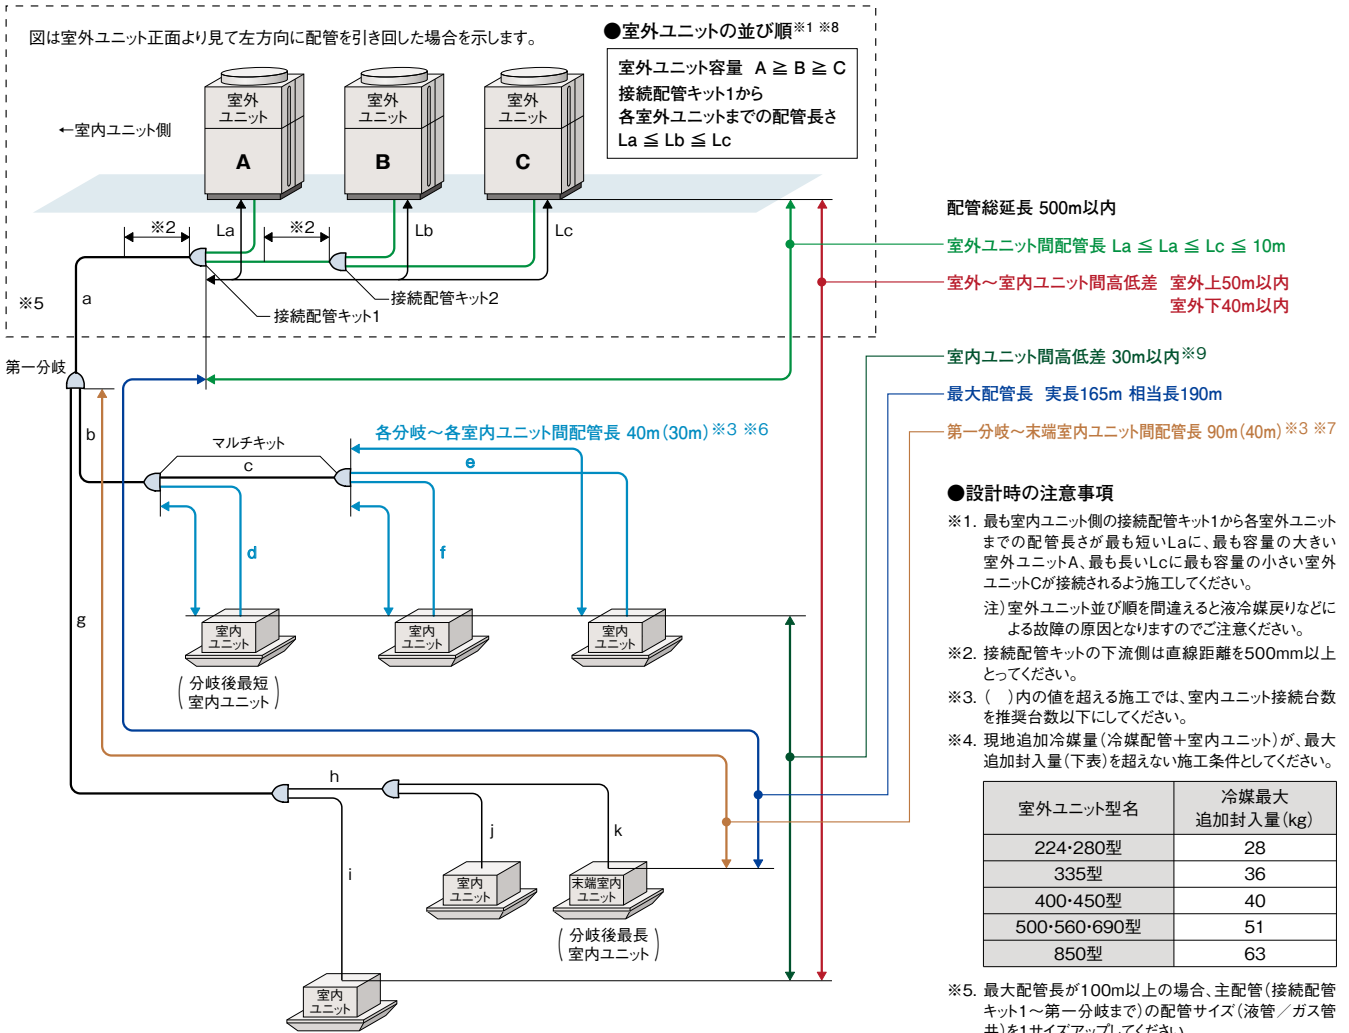 図は室外ユニット正面より見て左方向に配管を引き回した場合を示します。
●室外ユニットの並び順※1 ※8
室外ユニット容量 A ≧ B ≧ C
接続配管キット1から
各室外ユニットまでの配管長さ
La ≦ Lb ≦ Lc
←室内ユニット側
室外
ユニット
A
室外
ユニット
B
室外
ユニット
C
※2
La
※2
Lb
Lc
※5
a
接続配管キット2
接続配管キット1
第一分岐
配管総延長 500m以内
室外ユニット間配管長 La ≦ La ≦ Lc ≦ 10m
室外～室内ユニット間高低差 室外上50m以内
室外下40m以内
室内ユニット間高低差 30m以内※9
最大配管長 実長165m 相当長190m
第一分岐～末端室内ユニット間配管長 90m(40m)※3 ※7
b
マルチキット
c
各分岐～各室内ユニット間配管長 40m(30m)※3 ※6
e
d
f
g
室内
ユニット
室内
ユニット
室内
ユニット
(分岐後最短
室内ユニット)
h
i
j
k
室内
ユニット
末端室内
ユニット
(分岐後最長
室内ユニット)
室内
ユニット
●設計時の注意事項
※1. 最も室内ユニット側の接続配管キット1から各室外ユニット
までの配管長さが最も短いLaに、最も容量の大きい
室外ユニットA、最も長いLcに最も容量の小さい室外
ユニットCが接続されるよう施工してください。
注)室外ユニット並び順を間違えると液冷媒戻りなどに
よる故障の原因となりますのでご注意ください。
※2. 接続配管キットの下流側は直線距離を500mm以上
とってください。
※3. ( )内の値を超える施工では、室内ユニット接続台数
を推奨台数以下にしてください。
※4. 現地追加冷媒量(冷媒配管＋室内ユニット)が、最大
追加封入量(下表)を超えない施工条件としてください。
室外ユニット型名 冷媒最大
追加封入量(kg)
224・280型 28
335型 36
400・450型 40
500・560・690型 51
850型 63
※5. 最大配管長が100m以上の場合、主配管(接続配管
キット1～第一分岐まで)の配管サイズ(液管／ガス管
共)を1サイズアップしてください